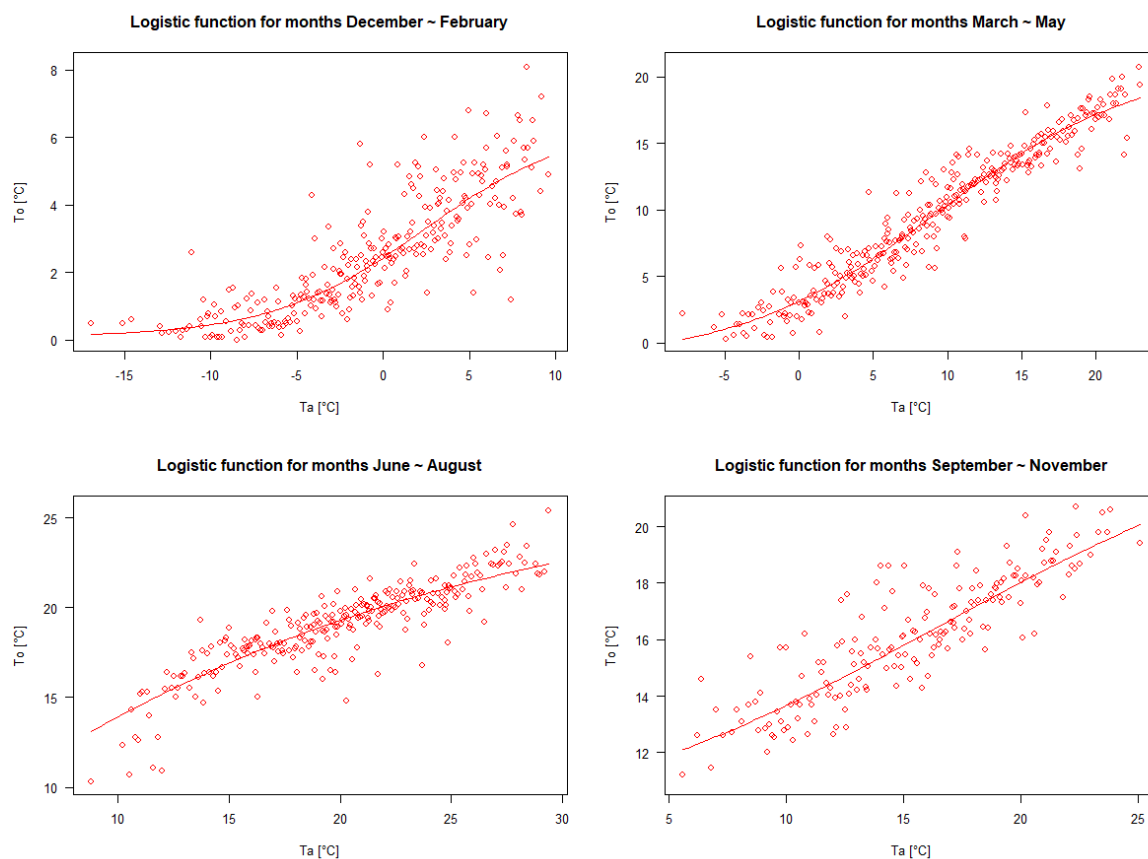 Logistic function for months December ~ February
8
6
4
2
0
To [°C]
-15 -10 -5 0 5 10
Ta [°C]
Logistic function for months March ~ May
20
15
10
5
0
To [°C]
-5 0 5 10 15 20
Ta [°C]
Logistic function for months June ~ August
25
20
15
10
To [°C]
10 15 20 25 30
Ta [°C]
Logistic function for months September ~ November
20
18
16
14
12
To [°C]
5 10 15 20 25
Ta [°C]